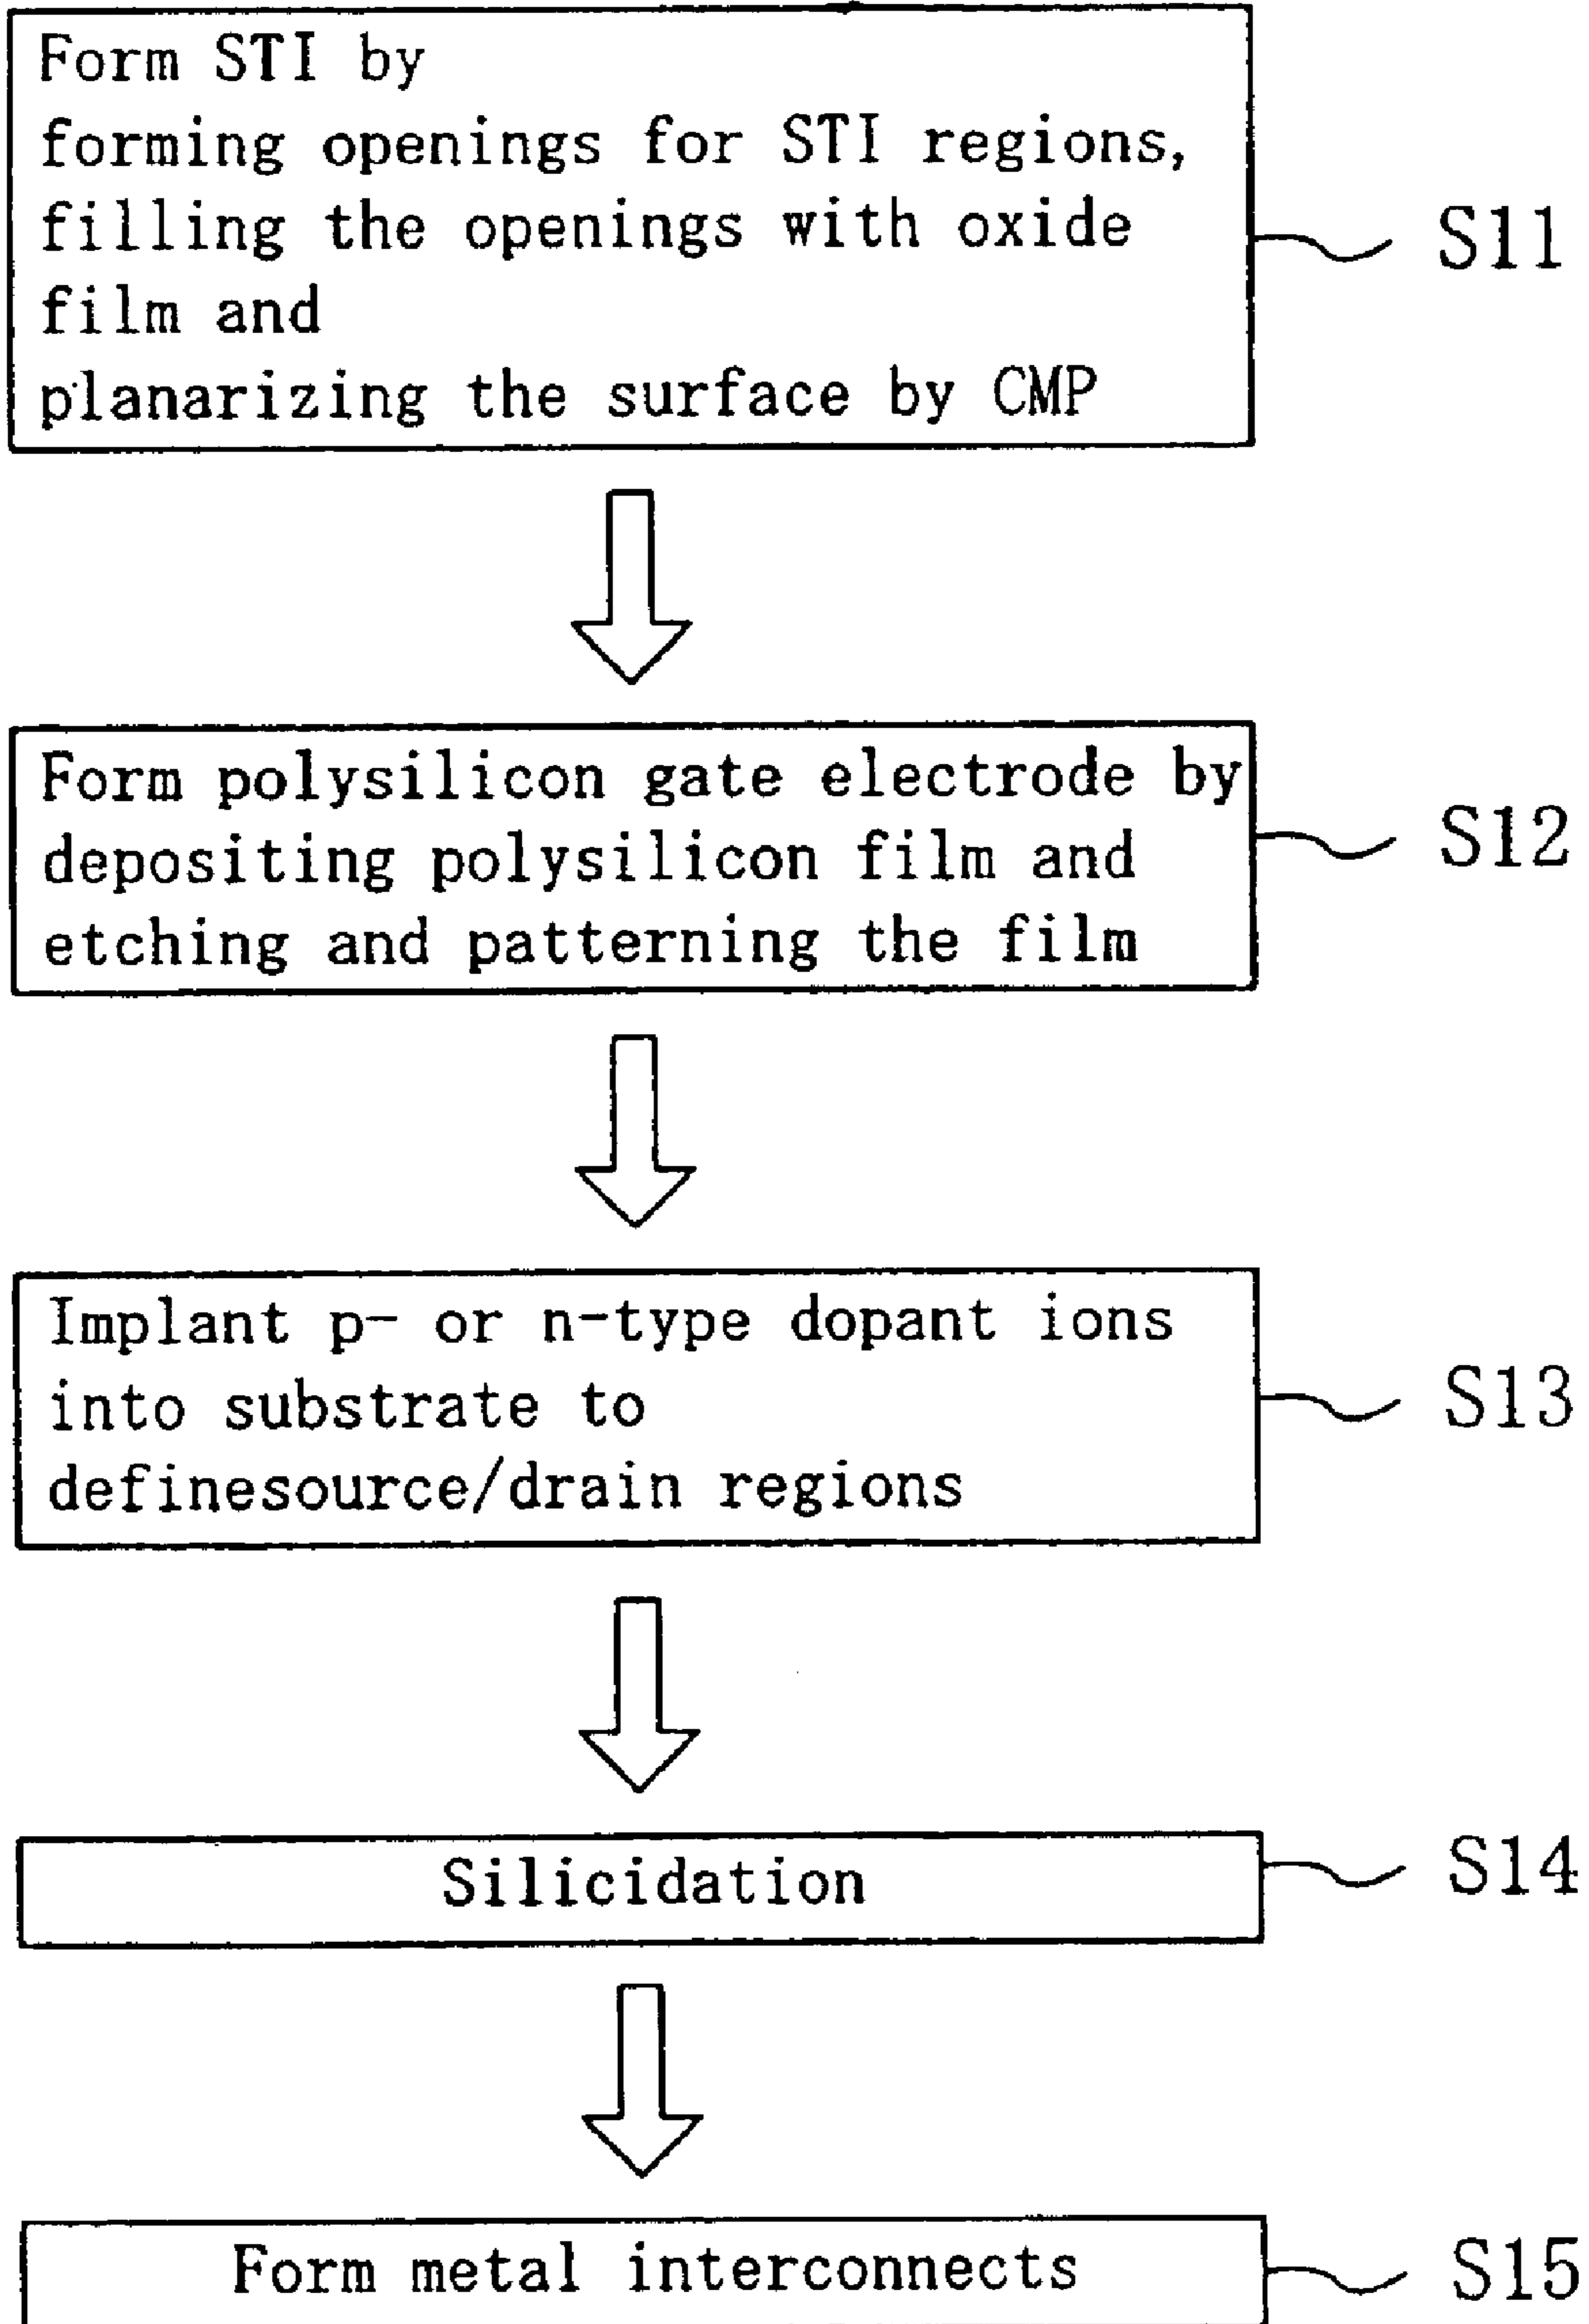 Form STI by
forming openings for STI regions,
filling the openings with oxide
film and
planarizing the surface by CMP
S11
Form polysilicon gate electrode by
depositing polysilicon film and
etching and patterning the film
S12
Implant p- or n-type dopant ions
into substrate to
definesource/drain regions
S13
Silicidation
S14
Form metal interconnects
S15